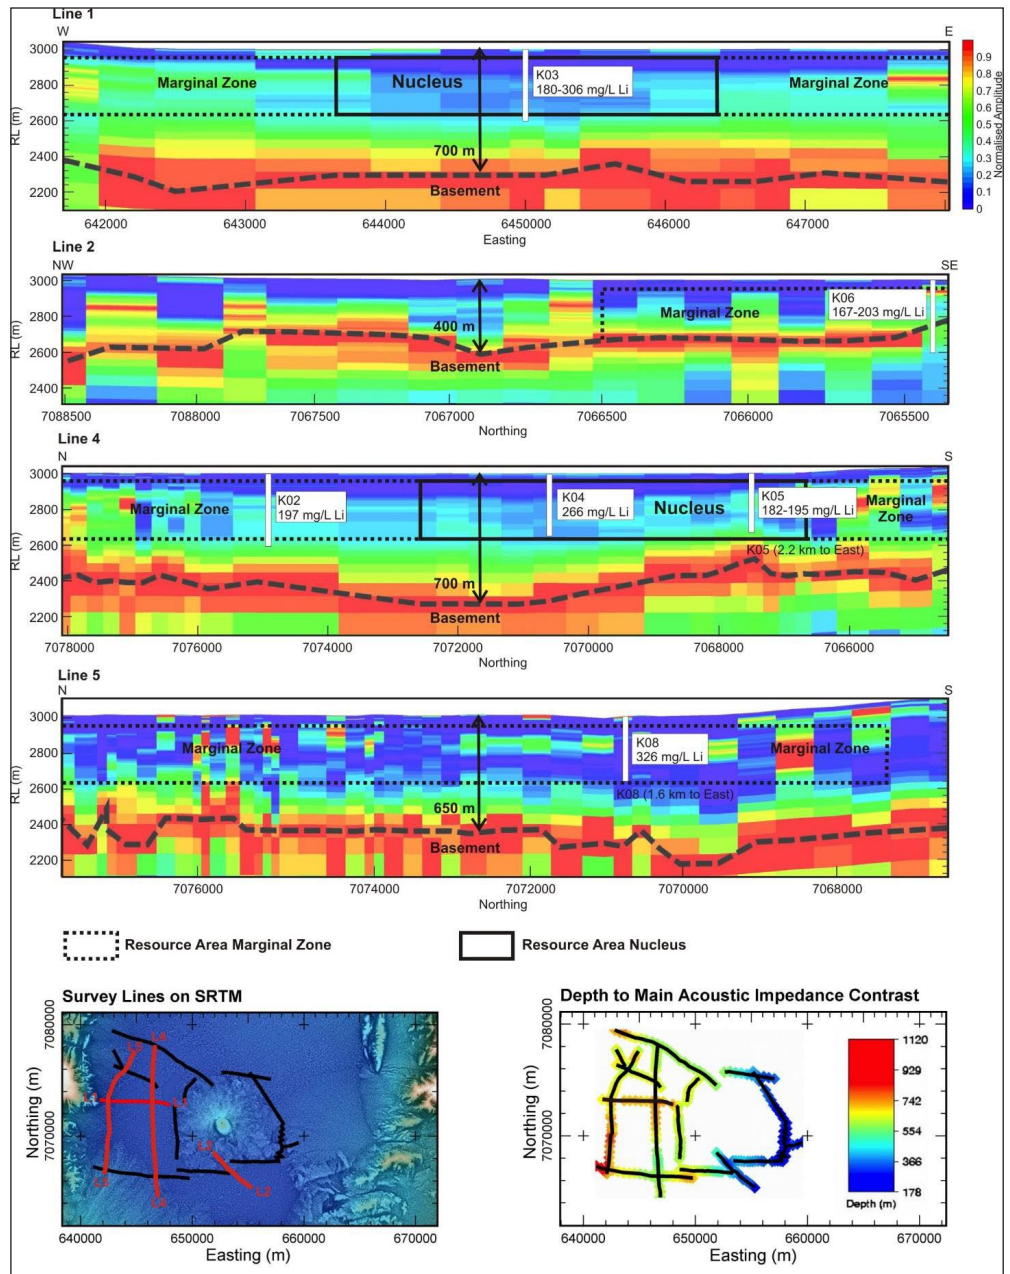 Line 1
W
E
3000
2800
2600
2400
2200
RL (m)
Marginal Zone
Nucleus
K03
180-306 mg/L Li
Marginal Zone
700 m
Basement
642000
643000
644000
6450000
646000
647000
Easting
0.9
0.8
0.7
0.6
0.5
0.4
0.3
0.2
0.1
0
Normalised Amplitude
Line 2
NW
SE
3000
2800
2600
2400
RL (m)
400 m
Basement
Marginal Zone
K06
167-203 mg/L Li
7088500
7088000
7067500
7067000
7066500
7066000
7065500
Northing
Line 4
N
S
3000
2800
2600
2400
2200
RL (m)
Marginal Zone
K02
197 mg/L Li
K04
266 mg/L Li
Nucleus
K05
182-195 mg/L Li
Marginal
Zone
K05 (2.2 km to East)
700 m
Basement
7078000
7076000
7074000
7072000
7070000
7068000
7066000
Northing
Line 5
N
S
3000
2800
2600
2400
2200
RL (m)
Marginal Zone
K08
326 mg/L Li
Marginal Zone
K08 (1.6 km to East)
650 m
Basement
7076000
7074000
7072000
7070000
7068000
Northing
Resource Area Marginal Zone
Resource Area Nucleus
Survey Lines on SRTM
7080000
7070000
Northing (m)
L4
L2
L2
L4
640000
650000
660000
670000
Easting (m)
Depth to Main Acoustic Impedance Contrast
7080000
7070000
Northing (m)
1120
929
742
554
366
178
Depth (m)
640000
650000
660000
670000
Easting (m)